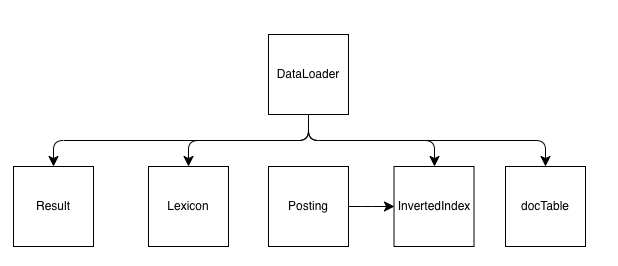 DataLoader
Result
Lexicon
Posting
InvertedIndex
docTable